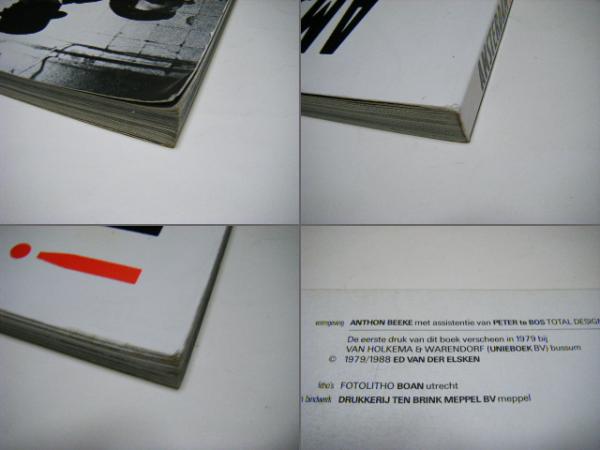 AM
!
vormgeving ANTHON BEEKE met assistentie van PETER te BOS TOTAL DESIGN
De eerste druk van dit boek verscheen in 1979 bij
VAN HOLKEMA & WARENDORF (UNIEBOEK BV) bussum
© 1979/1988 ED VAN DER ELSKEN
litho's FOTOLITHO BOAN utrecht
bindwerk DRUKKERIJ TEN BRINK MEPPEL BV meppel